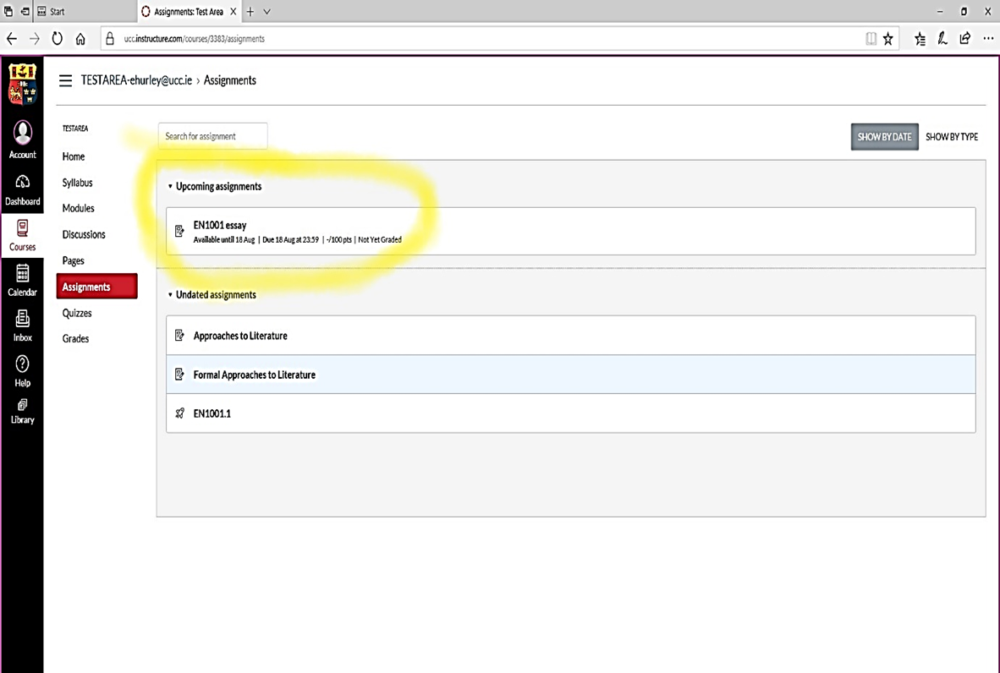 Start
Assignments: Test Area
ucc.instructure.com/courses/3383/assignments
TESTAREA-ehurley@ucc.ie › Assignments
Account
Dashboard
Courses
Calendar
Inbox
Help
Library
TESTAREA
Home
Syllabus
Modules
Discussions
Pages
Assignments
Quizzes
Grades
Search for assignment
SHOW BY DATE
SHOW BY TYPE
Upcoming assignments
EN1001 essay
Available until 18 Aug | Due 18 Aug at 23:59 | -/100 pts | Not Yet Graded
Undated assignments
Approaches to Literature
Formal Approaches to Literature
EN1001.1